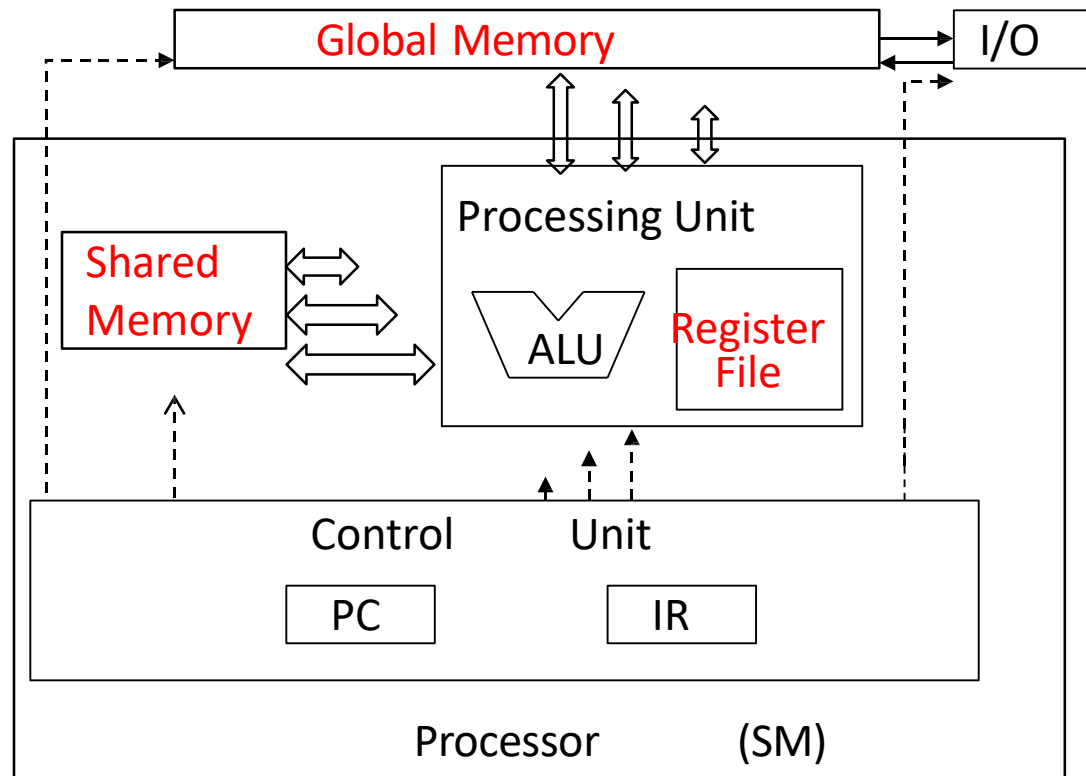 Global Memory
I/O
Processing Unit
Shared
Memory
ALU
Register
File
Control Unit
PC
IR
Processor (SM)